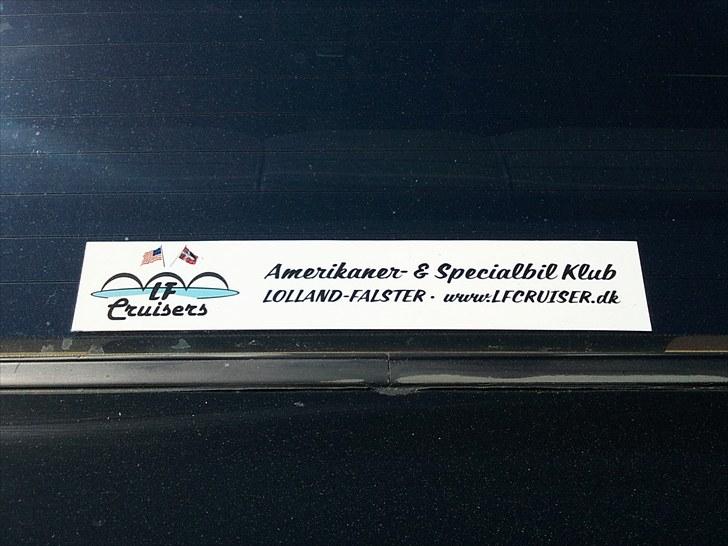 LF
Cruisers
Amerikaner- & Specialbil Klub
LOLLAND-FALSTER · www.LFCRUISER.dk